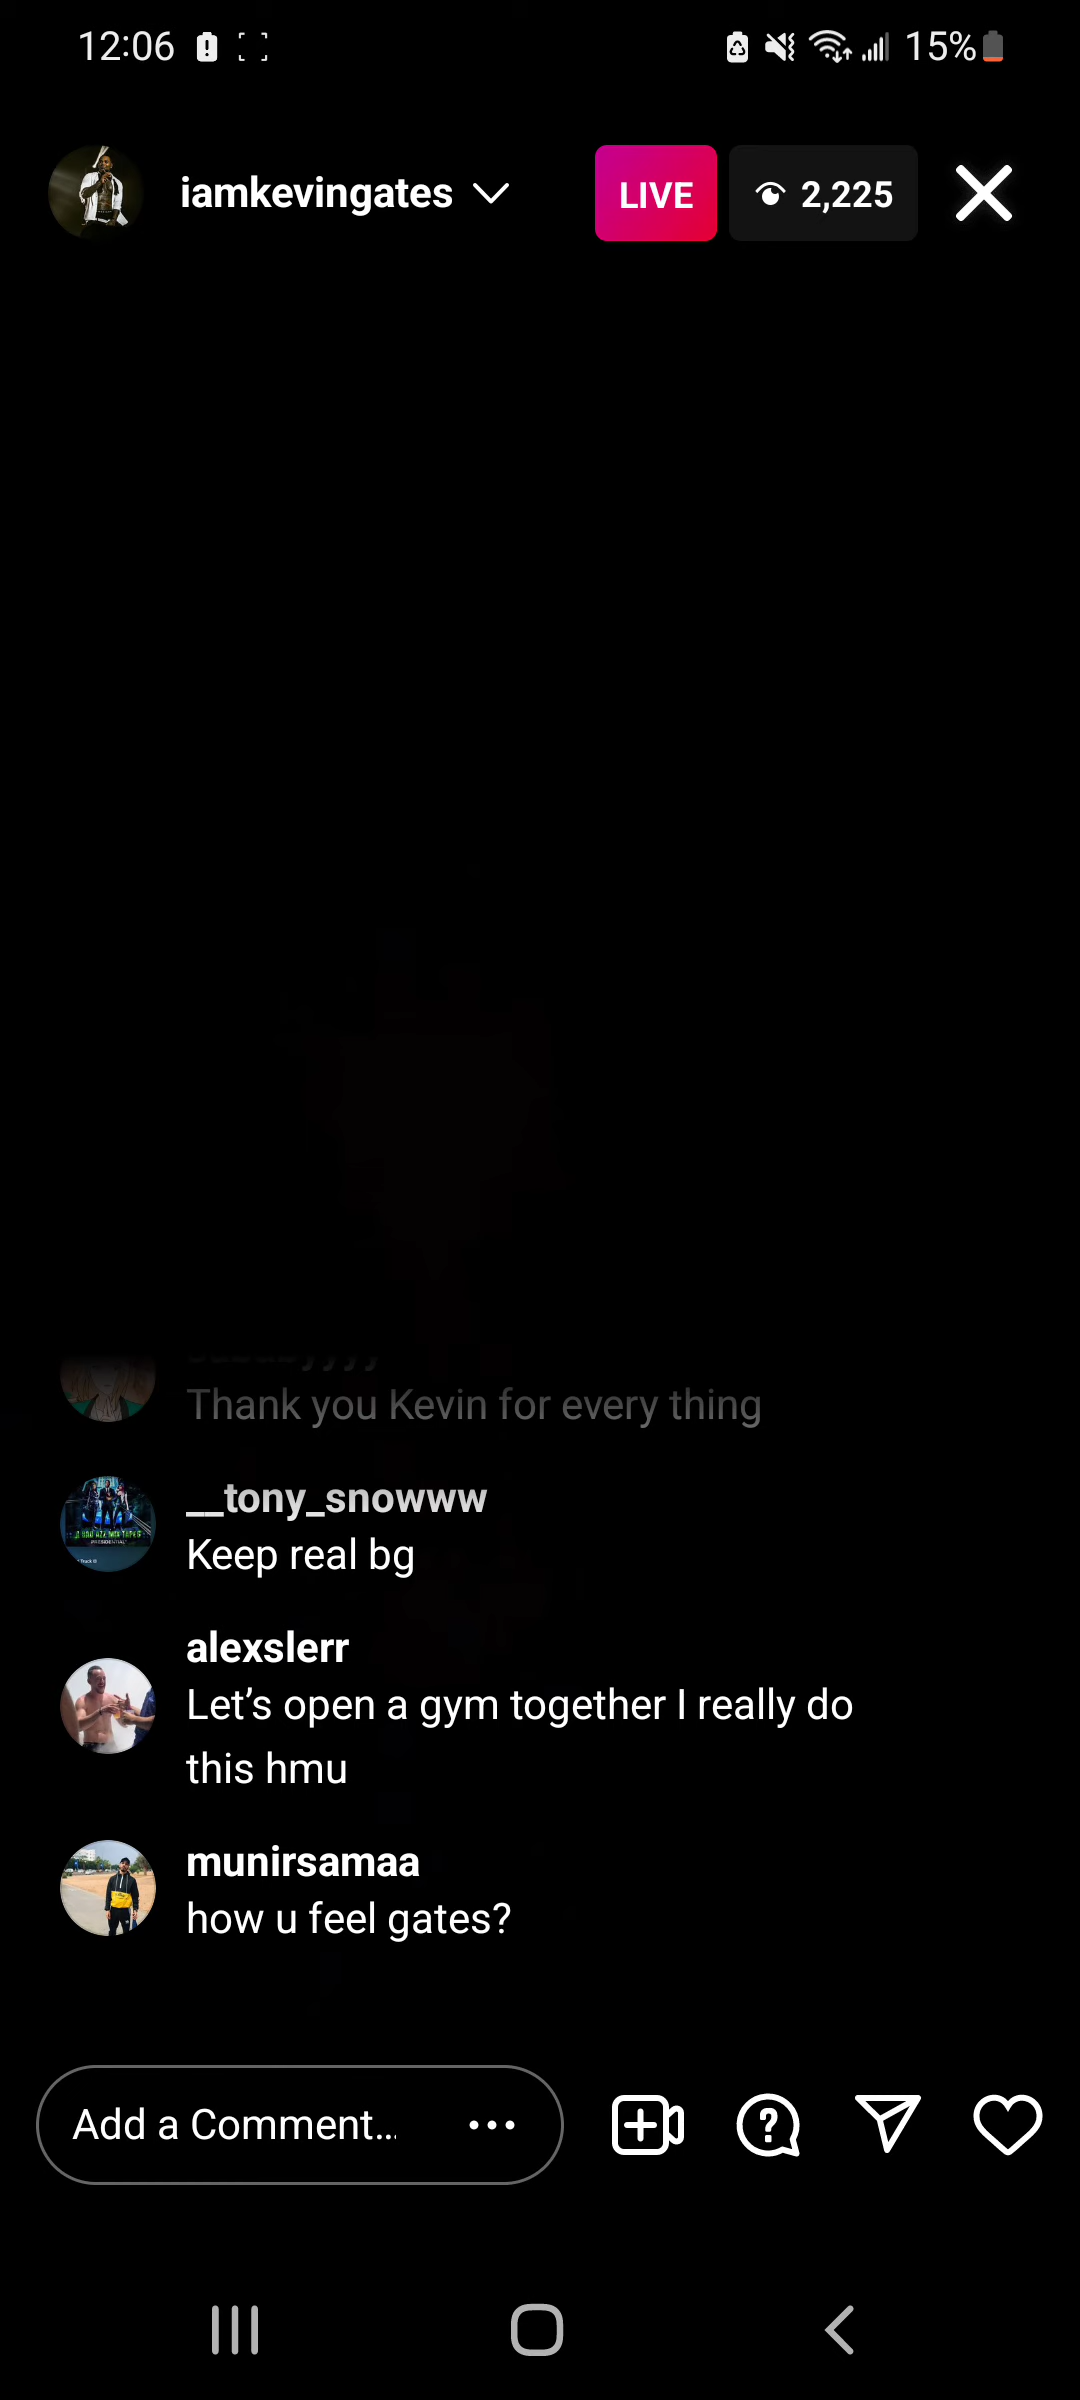 12:06
15%
iamkevingates
LIVE
2,225
Thank you Kevin for every thing
__tony_snowww
Keep real bg
alexslerr
Let’s open a gym together I really do
this hmu
munirsamaa
how u feel gates?
Add a Comment…